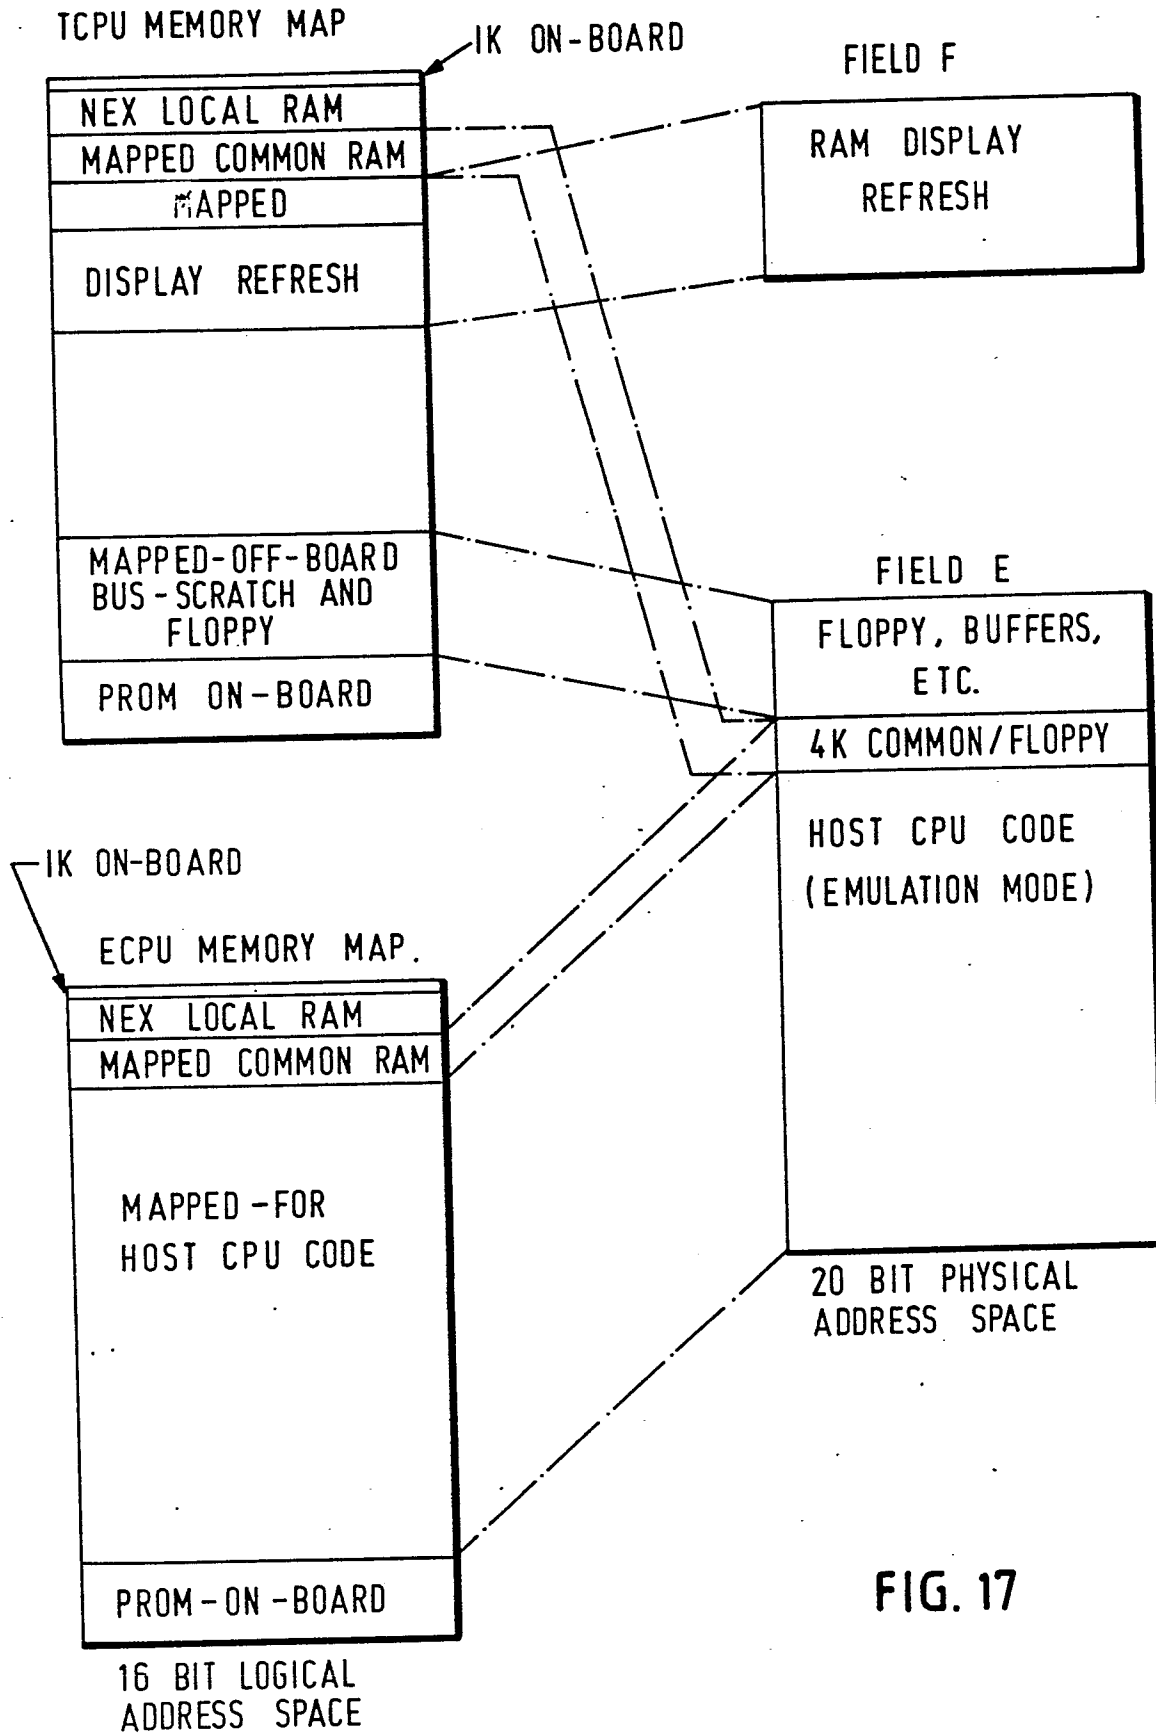 TCPU MEMORY MAP
1K ON-BOARD
NEX LOCAL RAM
MAPPED COMMON RAM
MAPPED
DISPLAY REFRESH
MAPPED-OFF-BOARD
BUS-SCRATCH AND
FLOPPY
PROM ON-BOARD
FIELD F
RAM DISPLAY
REFRESH
FIELD E
FLOPPY, BUFFERS,
ETC.
4K COMMON/FLOPPY
HOST CPU CODE
(EMULATION MODE)
20 BIT PHYSICAL
ADDRESS SPACE
1K ON-BOARD
ECPU MEMORY MAP.
NEX LOCAL RAM
MAPPED COMMON RAM
MAPPED-FOR
HOST CPU CODE
PROM-ON-BOARD
16 BIT LOGICAL
ADDRESS SPACE
FIG. 17